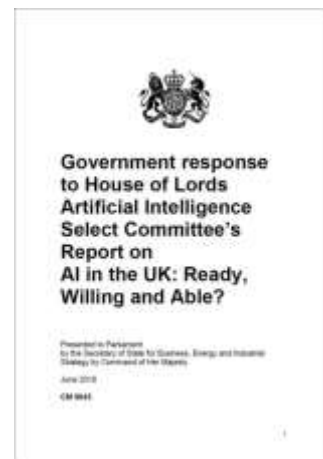 Government response
to House of Lords
Artificial Intelligence
Select Committee's
Report on
AI in the UK: Ready,
Willing and Able?
Presented to Parliament
by the Secretary of State for Business, Energy and Industrial
Strategy by Command of Her Majesty
June 2018
CM 9645
1